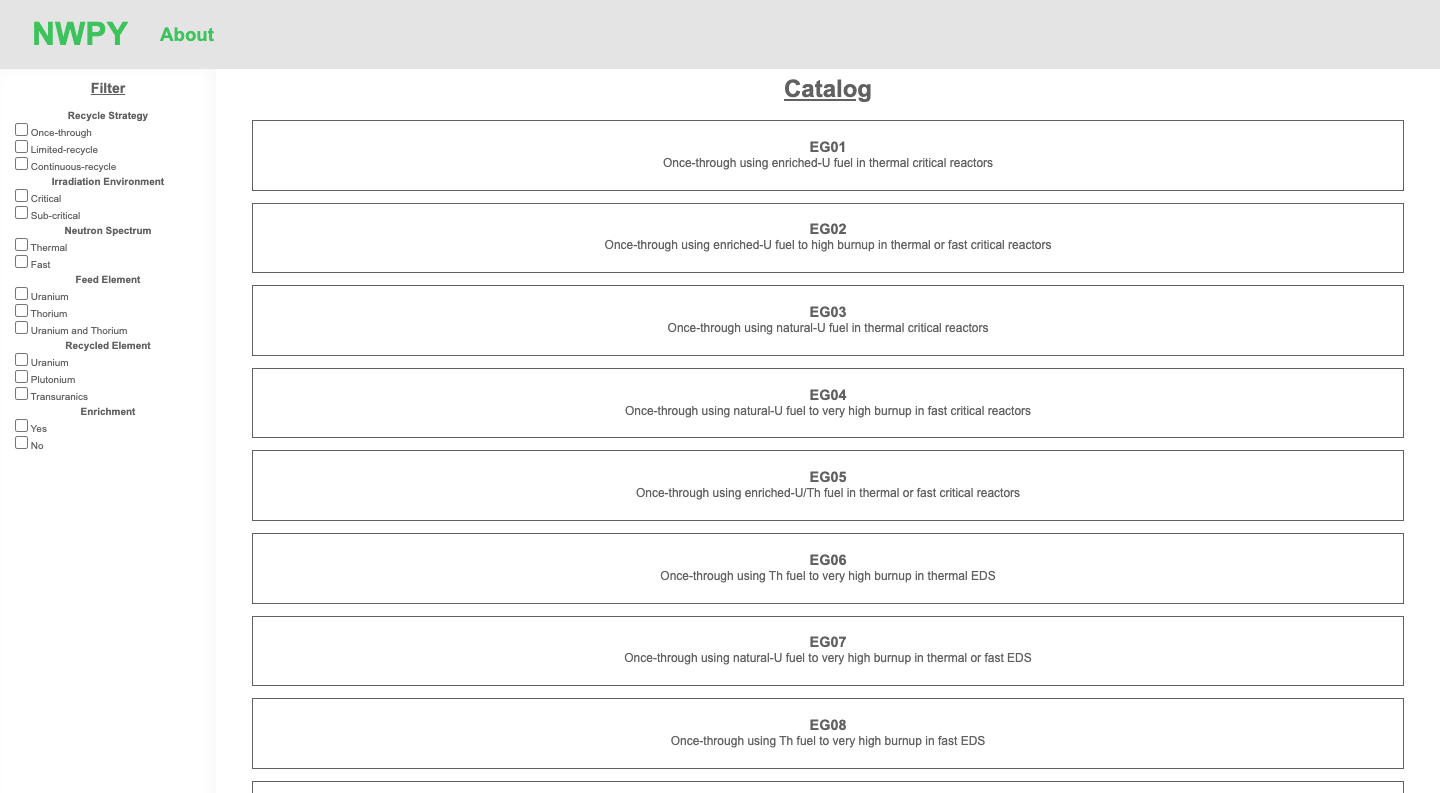 NWPY About
Filter
Recycle Strategy
Once-through
Limited-recycle
Continuous-recycle
Irradiation Environment
Critical
Sub-critical
Neutron Spectrum
Thermal
Fast
Feed Element
Uranium
Thorium
Uranium and Thorium
Recycled Element
Uranium
Plutonium
Transuranics
Enrichment
Yes
No
Catalog
EG01
Once-through using enriched-U fuel in thermal critical reactors
EG02
Once-through using enriched-U fuel to high burnup in thermal or fast critical reactors
EG03
Once-through using natural-U fuel in thermal critical reactors
EG04
Once-through using natural-U fuel to very high burnup in fast critical reactors
EG05
Once-through using enriched-U/Th fuel in thermal or fast critical reactors
EG06
Once-through using Th fuel to very high burnup in thermal EDS
EG07
Once-through using natural-U fuel to very high burnup in thermal or fast EDS
EG08
Once-through using Th fuel to very high burnup in fast EDS